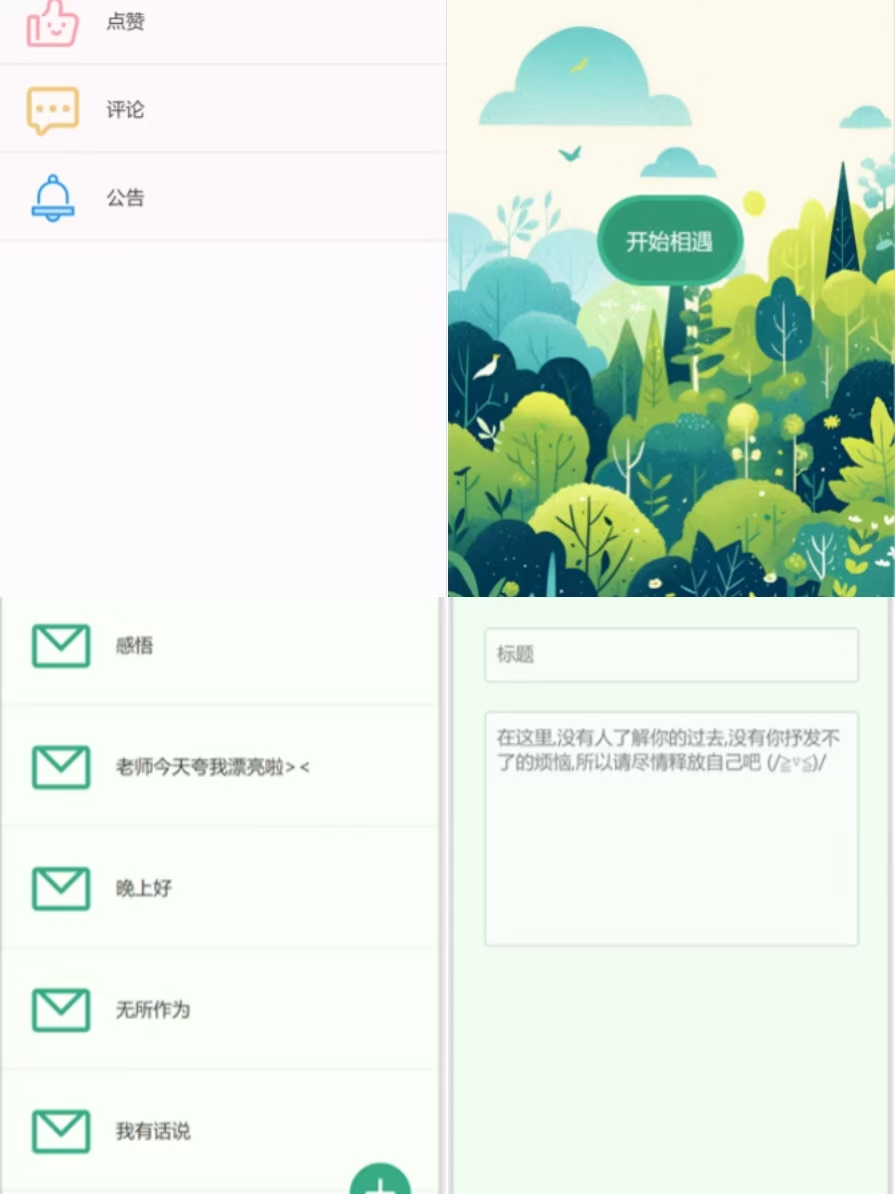 点赞
评论
公告
开始相遇
感悟
老师今天夸我漂亮啦> <
晚上好
无所作为
我有话说
标题
在这里,没有人了解你的过去,没有你抒发不
了的烦恼,所以请尽情释放自己吧 (/≧▽≦)/